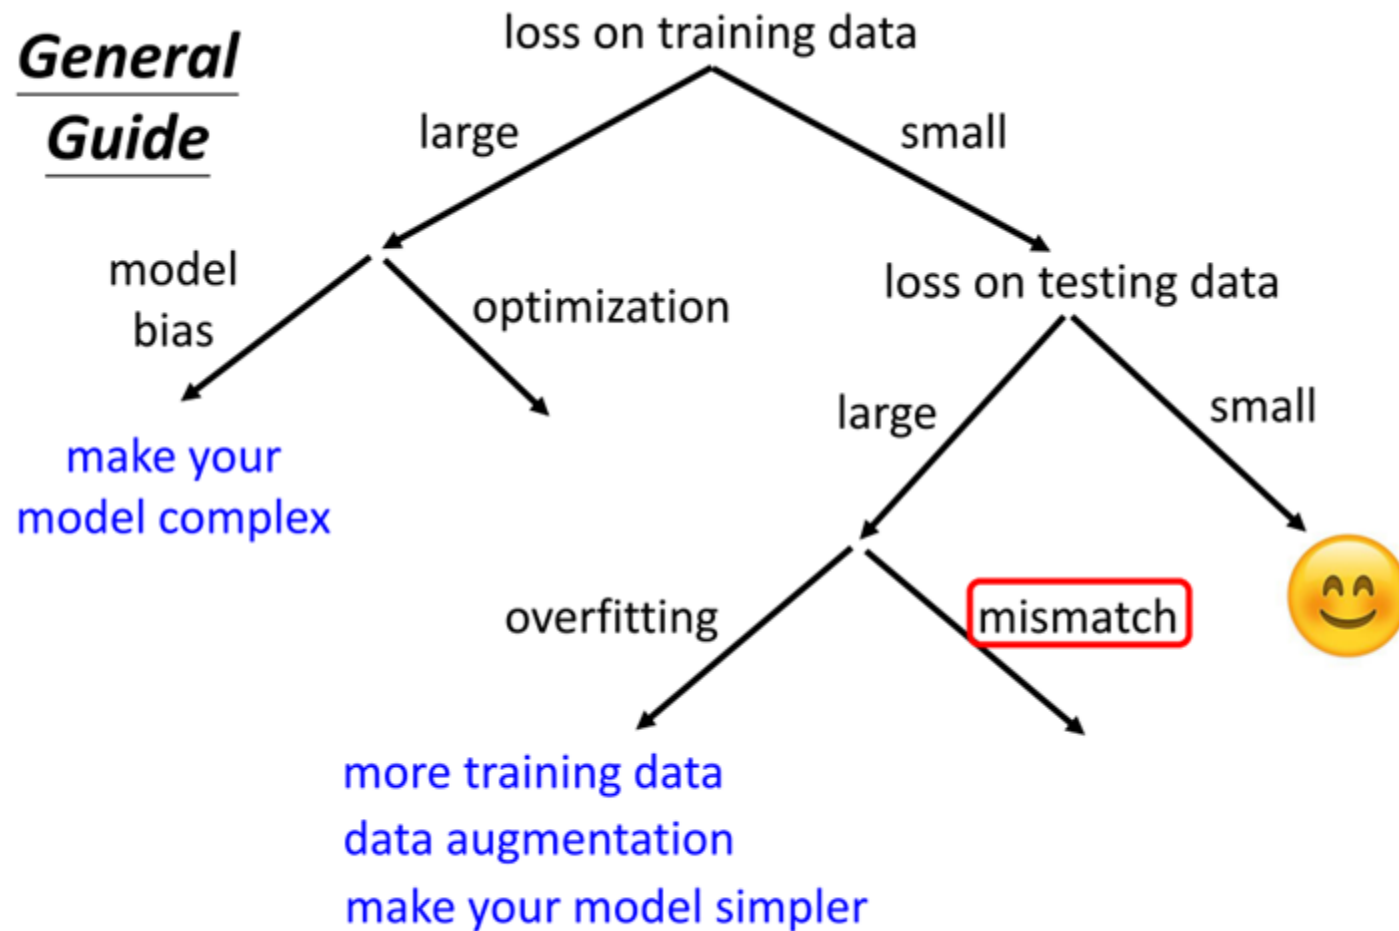 General
Guide
loss on training data
large
small
model
bias
optimization
loss on testing data
make your
model complex
large
small
overfitting
mismatch
more training data
data augmentation
make your model simpler